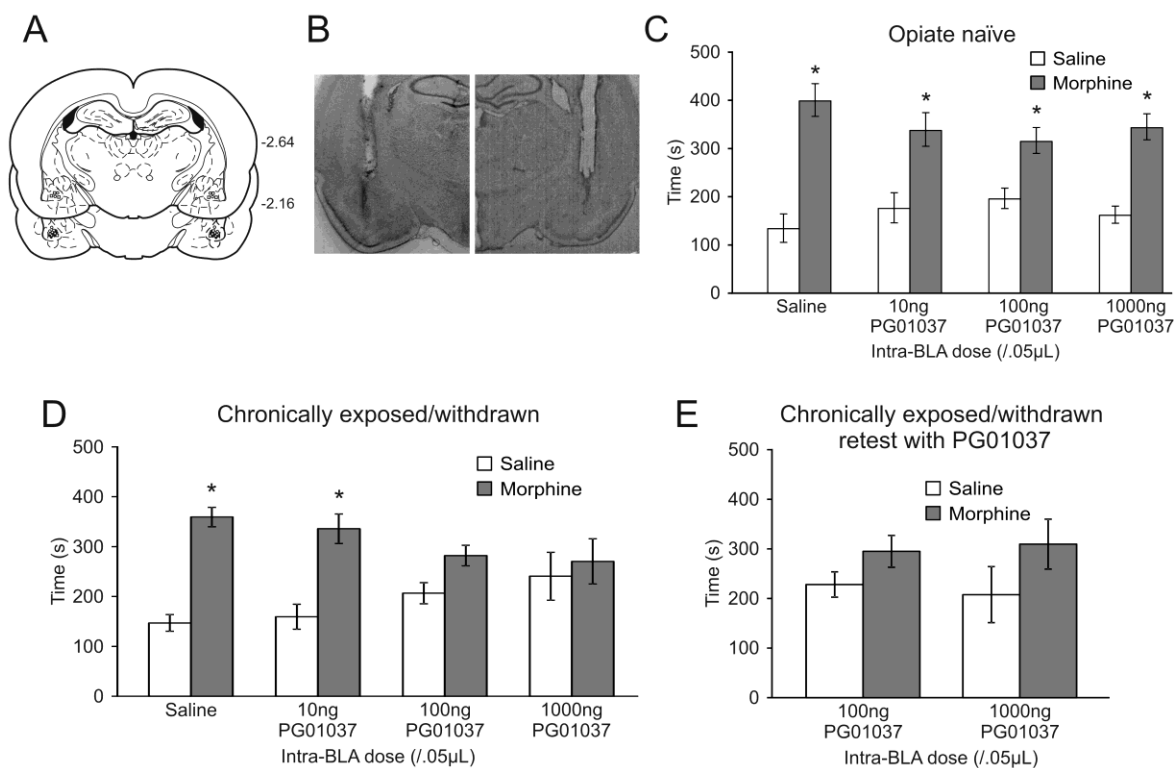 A
-2.64
-2.16
B
C
Opiate naïve
Saline
Morphine
Time (s)
500
400
300
200
100
0
*
*
*
*
Saline
10ng
PG01037
100ng
PG01037
1000ng
PG01037
Intra-BLA dose (/.05µL)
D
Chronically exposed/withdrawn
Saline
Morphine
Time (s)
500
400
300
200
100
0
*
*
Saline
10ng
PG01037
100ng
PG01037
1000ng
PG01037
Intra-BLA dose (/.05µL)
E
Chronically exposed/withdrawn
retest with PG01037
Saline
Morphine
Time (s)
500
400
300
200
100
0
100ng
PG01037
1000ng
PG01037
Intra-BLA dose (/.05µL)